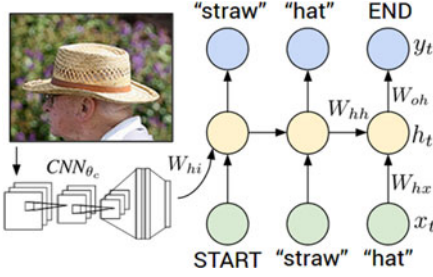 "straw" "hat" END
y_t
W_oh
W_hh
h_t
CNN_θc
W_hi
W_hx
x_t
START "straw" "hat"